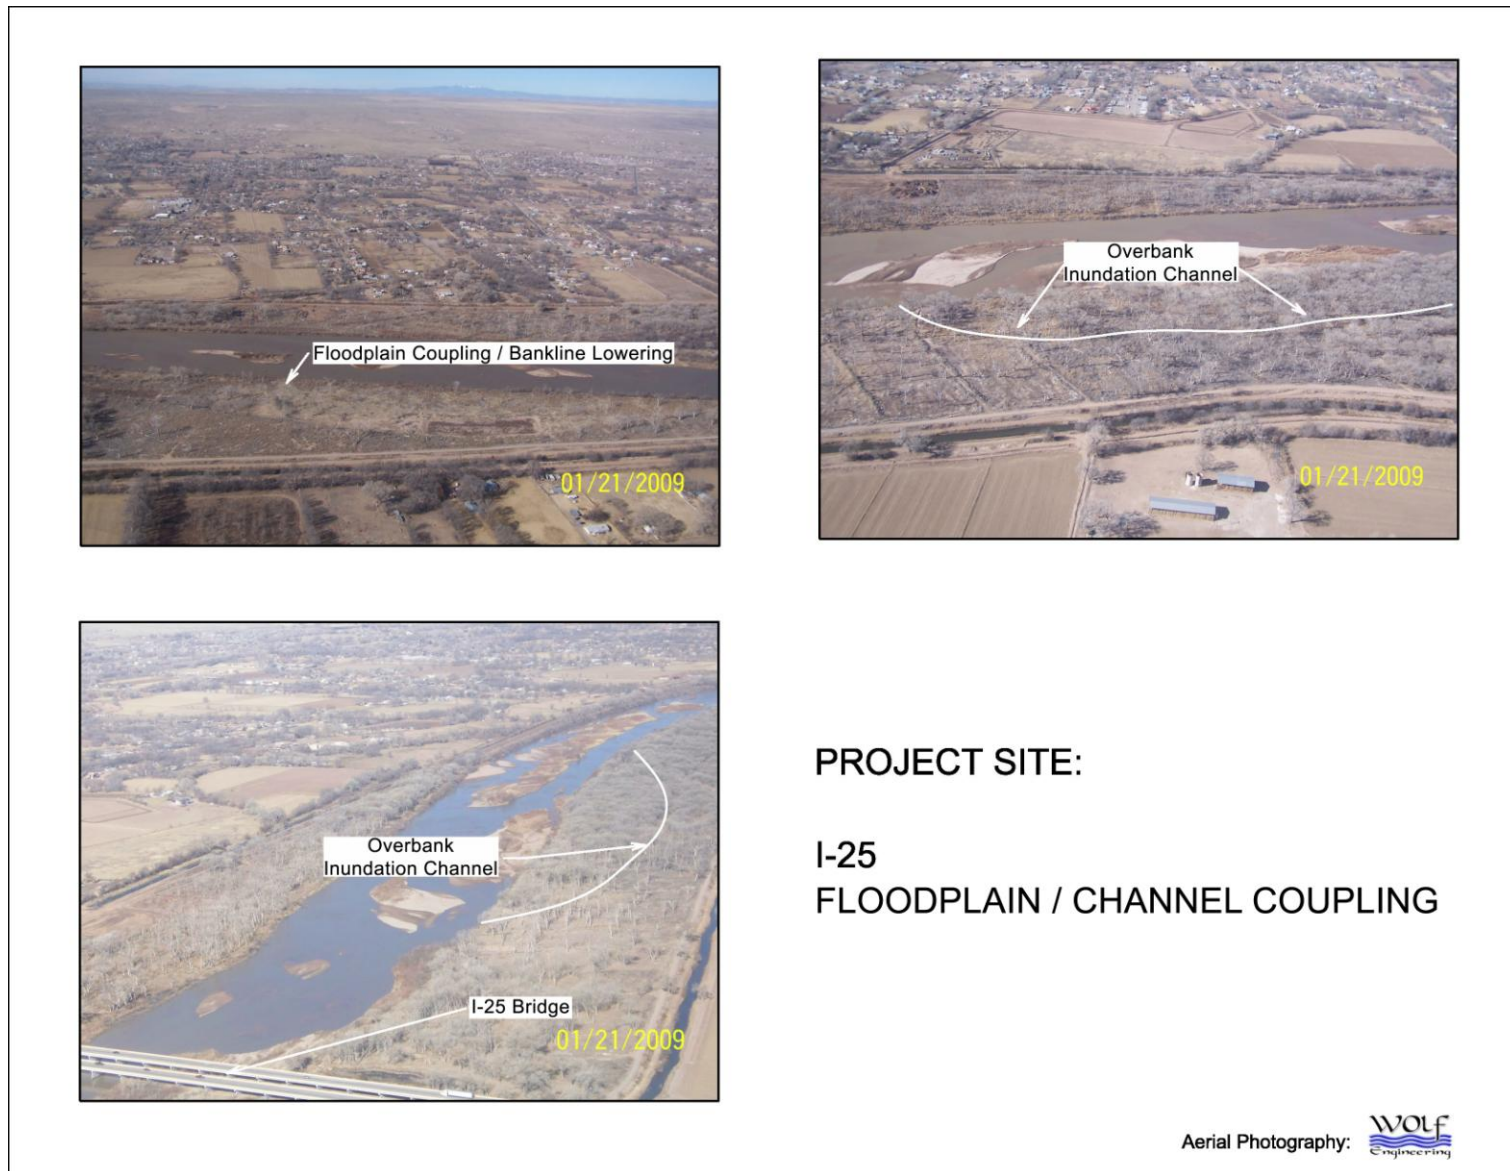 Floodplain Coupling / Bankline Lowering
01/21/2009
Overbank
Inundation Channel
01/21/2009
Overbank
Inundation Channel
I-25 Bridge
01/21/2009
PROJECT SITE:
I-25
FLOODPLAIN / CHANNEL COUPLING
Aerial Photography:
WOLF
Engineering